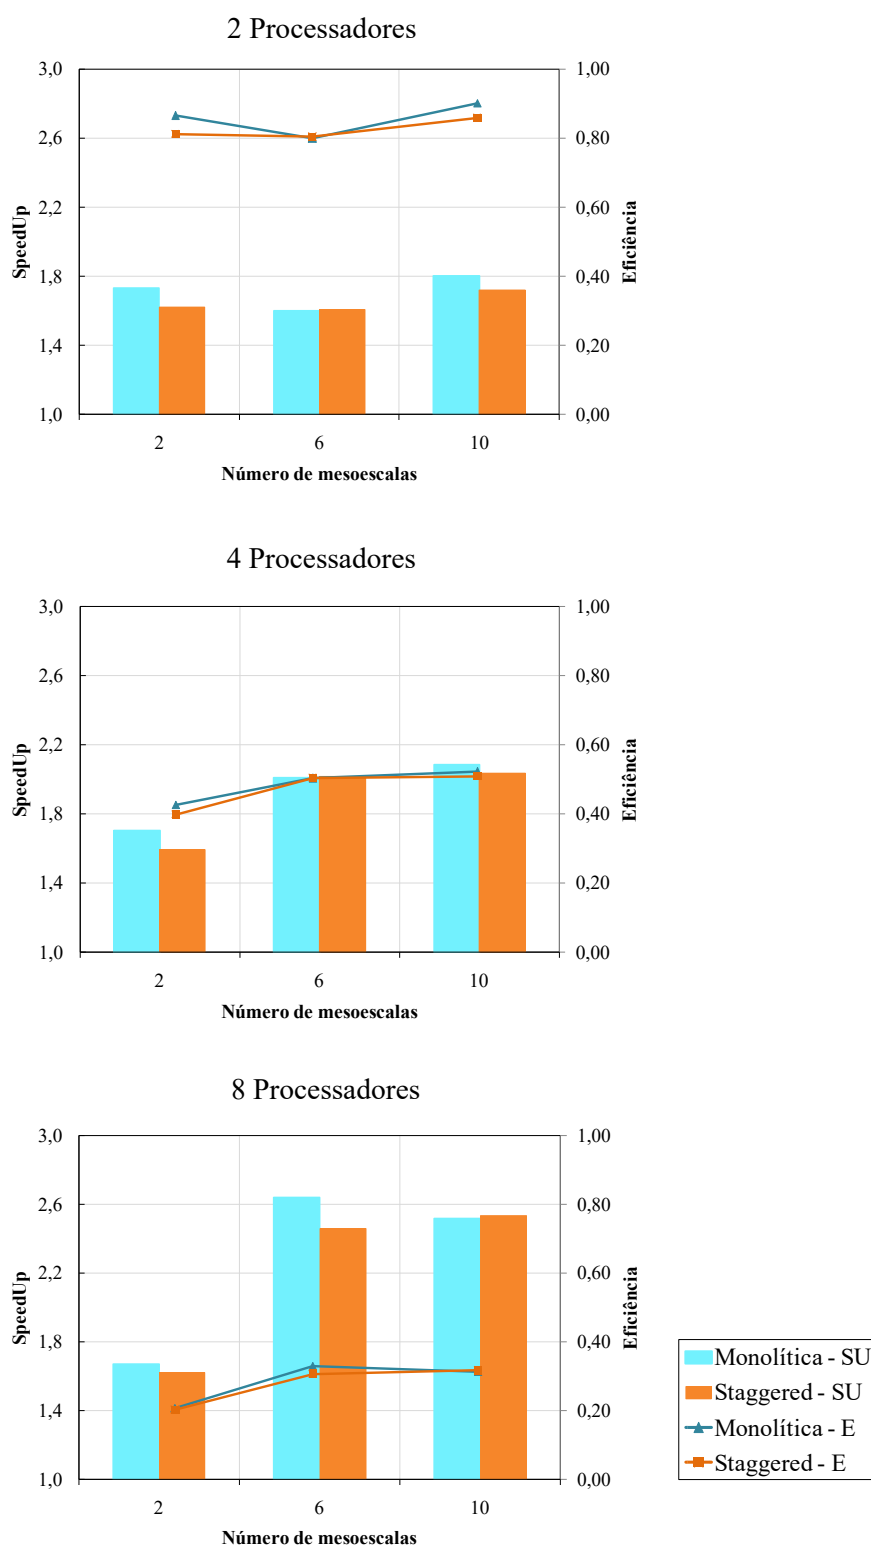 2 Processadores
3,0
2,6
2,2
1,8
1,4
1,0
SpeedUp
1,00
0,80
0,60
0,40
0,20
0,00
Eficiência
2
6
10
Número de mesoescalas
4 Processadores
3,0
2,6
2,2
1,8
1,4
1,0
SpeedUp
1,00
0,80
0,60
0,40
0,20
0,00
Eficiência
2
6
10
Número de mesoescalas
8 Processadores
3,0
2,6
2,2
1,8
1,4
1,0
SpeedUp
1,00
0,80
0,60
0,40
0,20
0,00
Eficiência
2
6
10
Número de mesoescalas
Monolítica - SU
Staggered - SU
Monolítica - E
Staggered - E